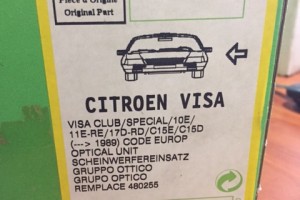 Pièce d'Origine
Original Part
CITROEN VISA
VISA CLUB/SPECIAL/10E/
11E-RE/17D-RD/C15E/C15D
(---> 1989) CODE EUROP
OPTICAL UNIT
SCHEINWERFEREINSATZ
GRUPPO OTTICO
GRUPO OPTICO
REMPLACE 480255